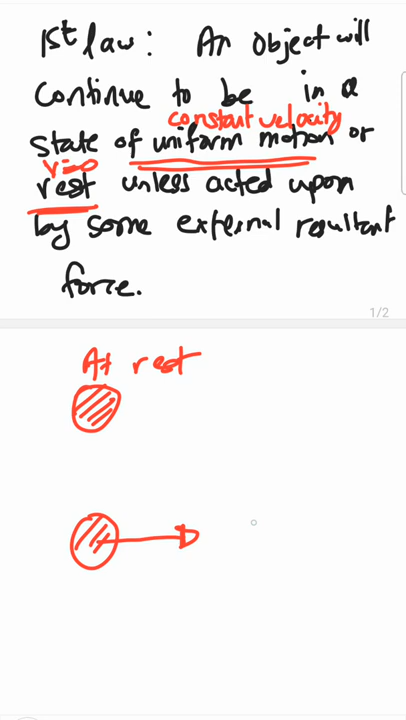 1st law: An object will
continue to be in a
constant velocity
state of uniform motion or
v=0
rest unless acted upon
by some external resultant
force.
1/2
At rest